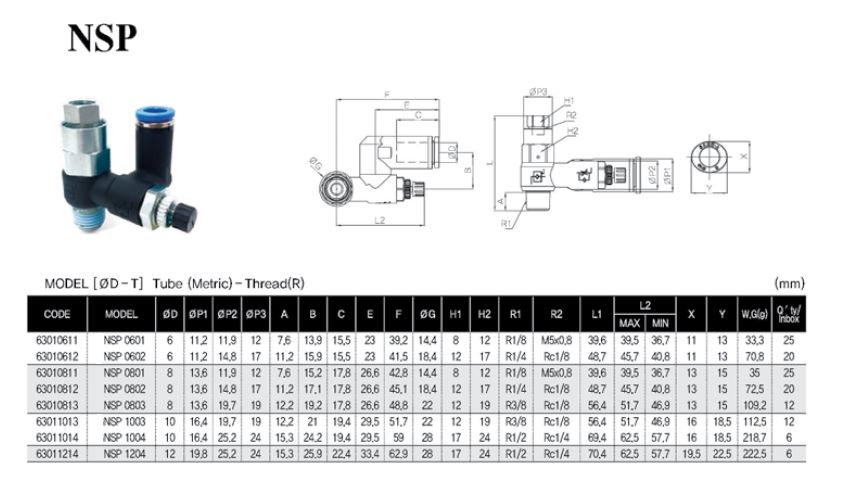 NSP
ØP3
H1
R2
H2
F
E
C
ØD
B
ØG
L2
L
A
R1
ØP2
ØP1
X
Y
MODEL [ØD-T] Tube (Metric)-Thread(R) (mm)
CODE MODEL ØD ØP1 ØP2 ØP3 A B C E F ØG H1 H2 R1 R2 L1 L2 X Y W,G(g) Q'ty/Inbox
MAX MIN
63010611 NSP 0601 6 11,2 11,9 12 7,6 13,9 15,5 23 39,2 14,4 8 12 R1/8 M5x0,8 39,6 39,5 36,7 11 13 33,3 25
63010612 NSP 0602 6 11,2 14,8 17 11,2 15,9 15,5 23 41,5 18,4 12 17 R1/4 Rc1/8 48,7 45,7 40,8 11 13 70,8 20
63010811 NSP 0801 8 13,6 11,9 12 7,6 15,2 17,8 26,6 42,8 14,4 8 12 R1/8 M5x0,8 39,6 39,5 36,7 13 15 35 25
63010812 NSP 0802 8 13,6 14,8 17 11,2 17,1 17,8 26,6 45,1 18,4 12 17 R1/4 Rc1/8 48,7 45,7 40,8 13 15 72,5 20
63010813 NSP 0803 8 13,6 19,7 19 12,2 19,2 17,8 26,6 48,8 22 12 19 R3/8 Rc1/8 56,4 51,7 46,9 13 15 109,2 12
63011013 NSP 1003 10 16,4 19,7 19 12,2 21 19,4 29,5 51,7 22 12 19 R3/8 Rc1/8 56,4 51,7 46,9 16 18,5 112,5 12
63011014 NSP 1004 10 16,4 25,2 24 15,3 24,2 19,4 29,5 59 28 17 24 R1/2 Rc1/4 69,4 62,5 57,7 16 18,5 218,7 6
63011214 NSP 1204 12 19,8 25,2 24 15,3 25,9 22,4 33,4 62,9 28 17 24 R1/2 Rc1/4 70,4 62,5 57,7 19,5 22,5 222,5 6